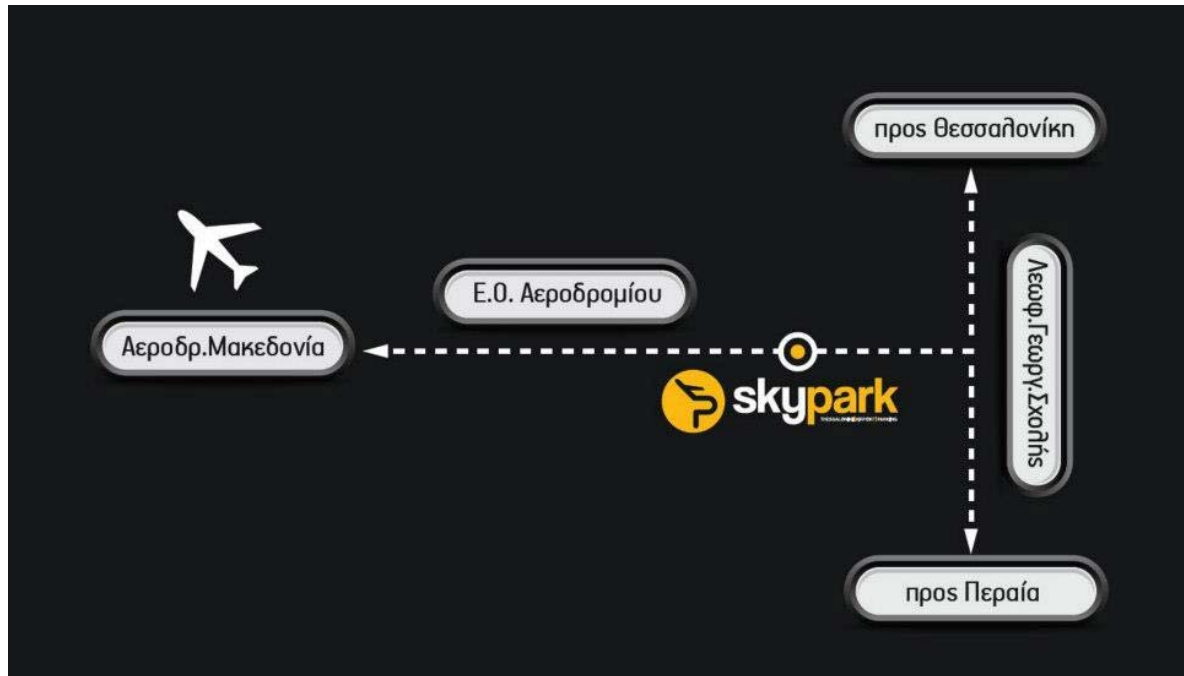 προς Θεσσαλονίκη
Ε.Ο. Αεροδρομίου
Αεροδρ.Μακεδονία
Λεωφ.Γεωργ.Σχολής
skypark
προς Περαία